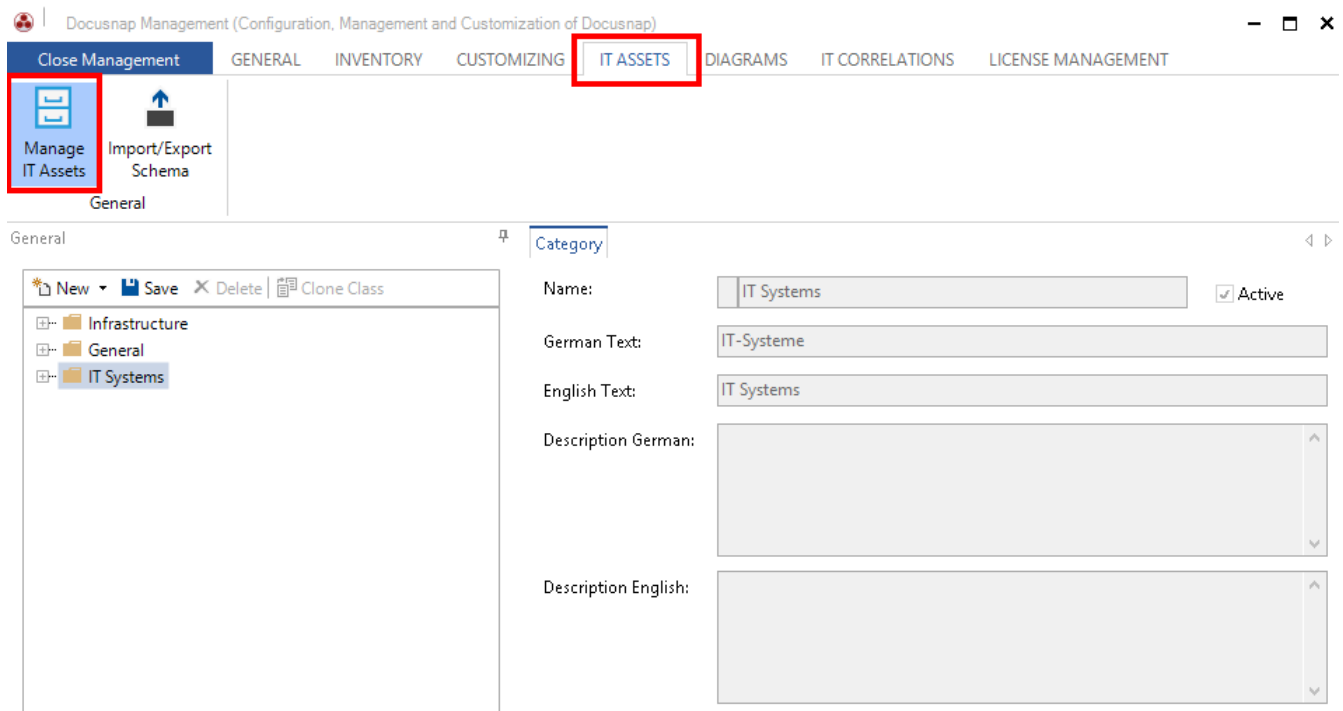 Docusnap Management (Configuration, Management and Customization of Docusnap)
Close Management GENERAL INVENTORY CUSTOMIZING IT ASSETS DIAGRAMS IT CORRELATIONS LICENSE MANAGEMENT
Manage IT Assets
Import/Export Schema
General
General
Category
New Save Delete Clone Class
Infrastructure
General
IT Systems
Name: IT Systems Active
German Text: IT-Systeme
English Text: IT Systems
Description German:
Description English: